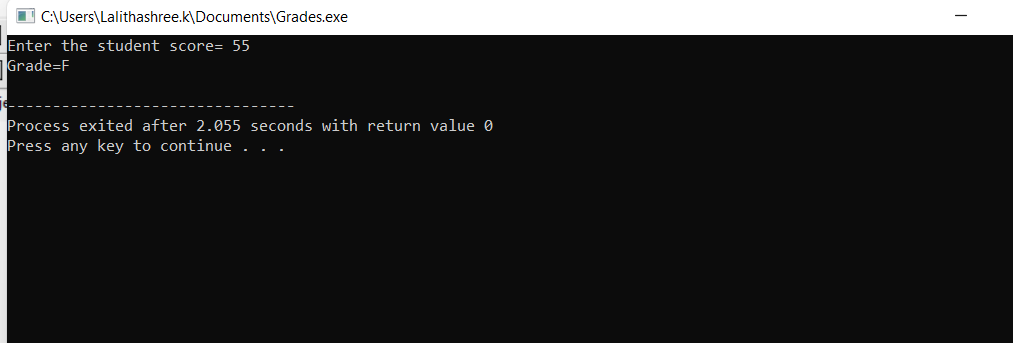 C:\Users\Lalithashree.k\Documents\Grades.exe
Enter the student score= 55
Grade=F
--------------------------------
Process exited after 2.055 seconds with return value 0
Press any key to continue . . .